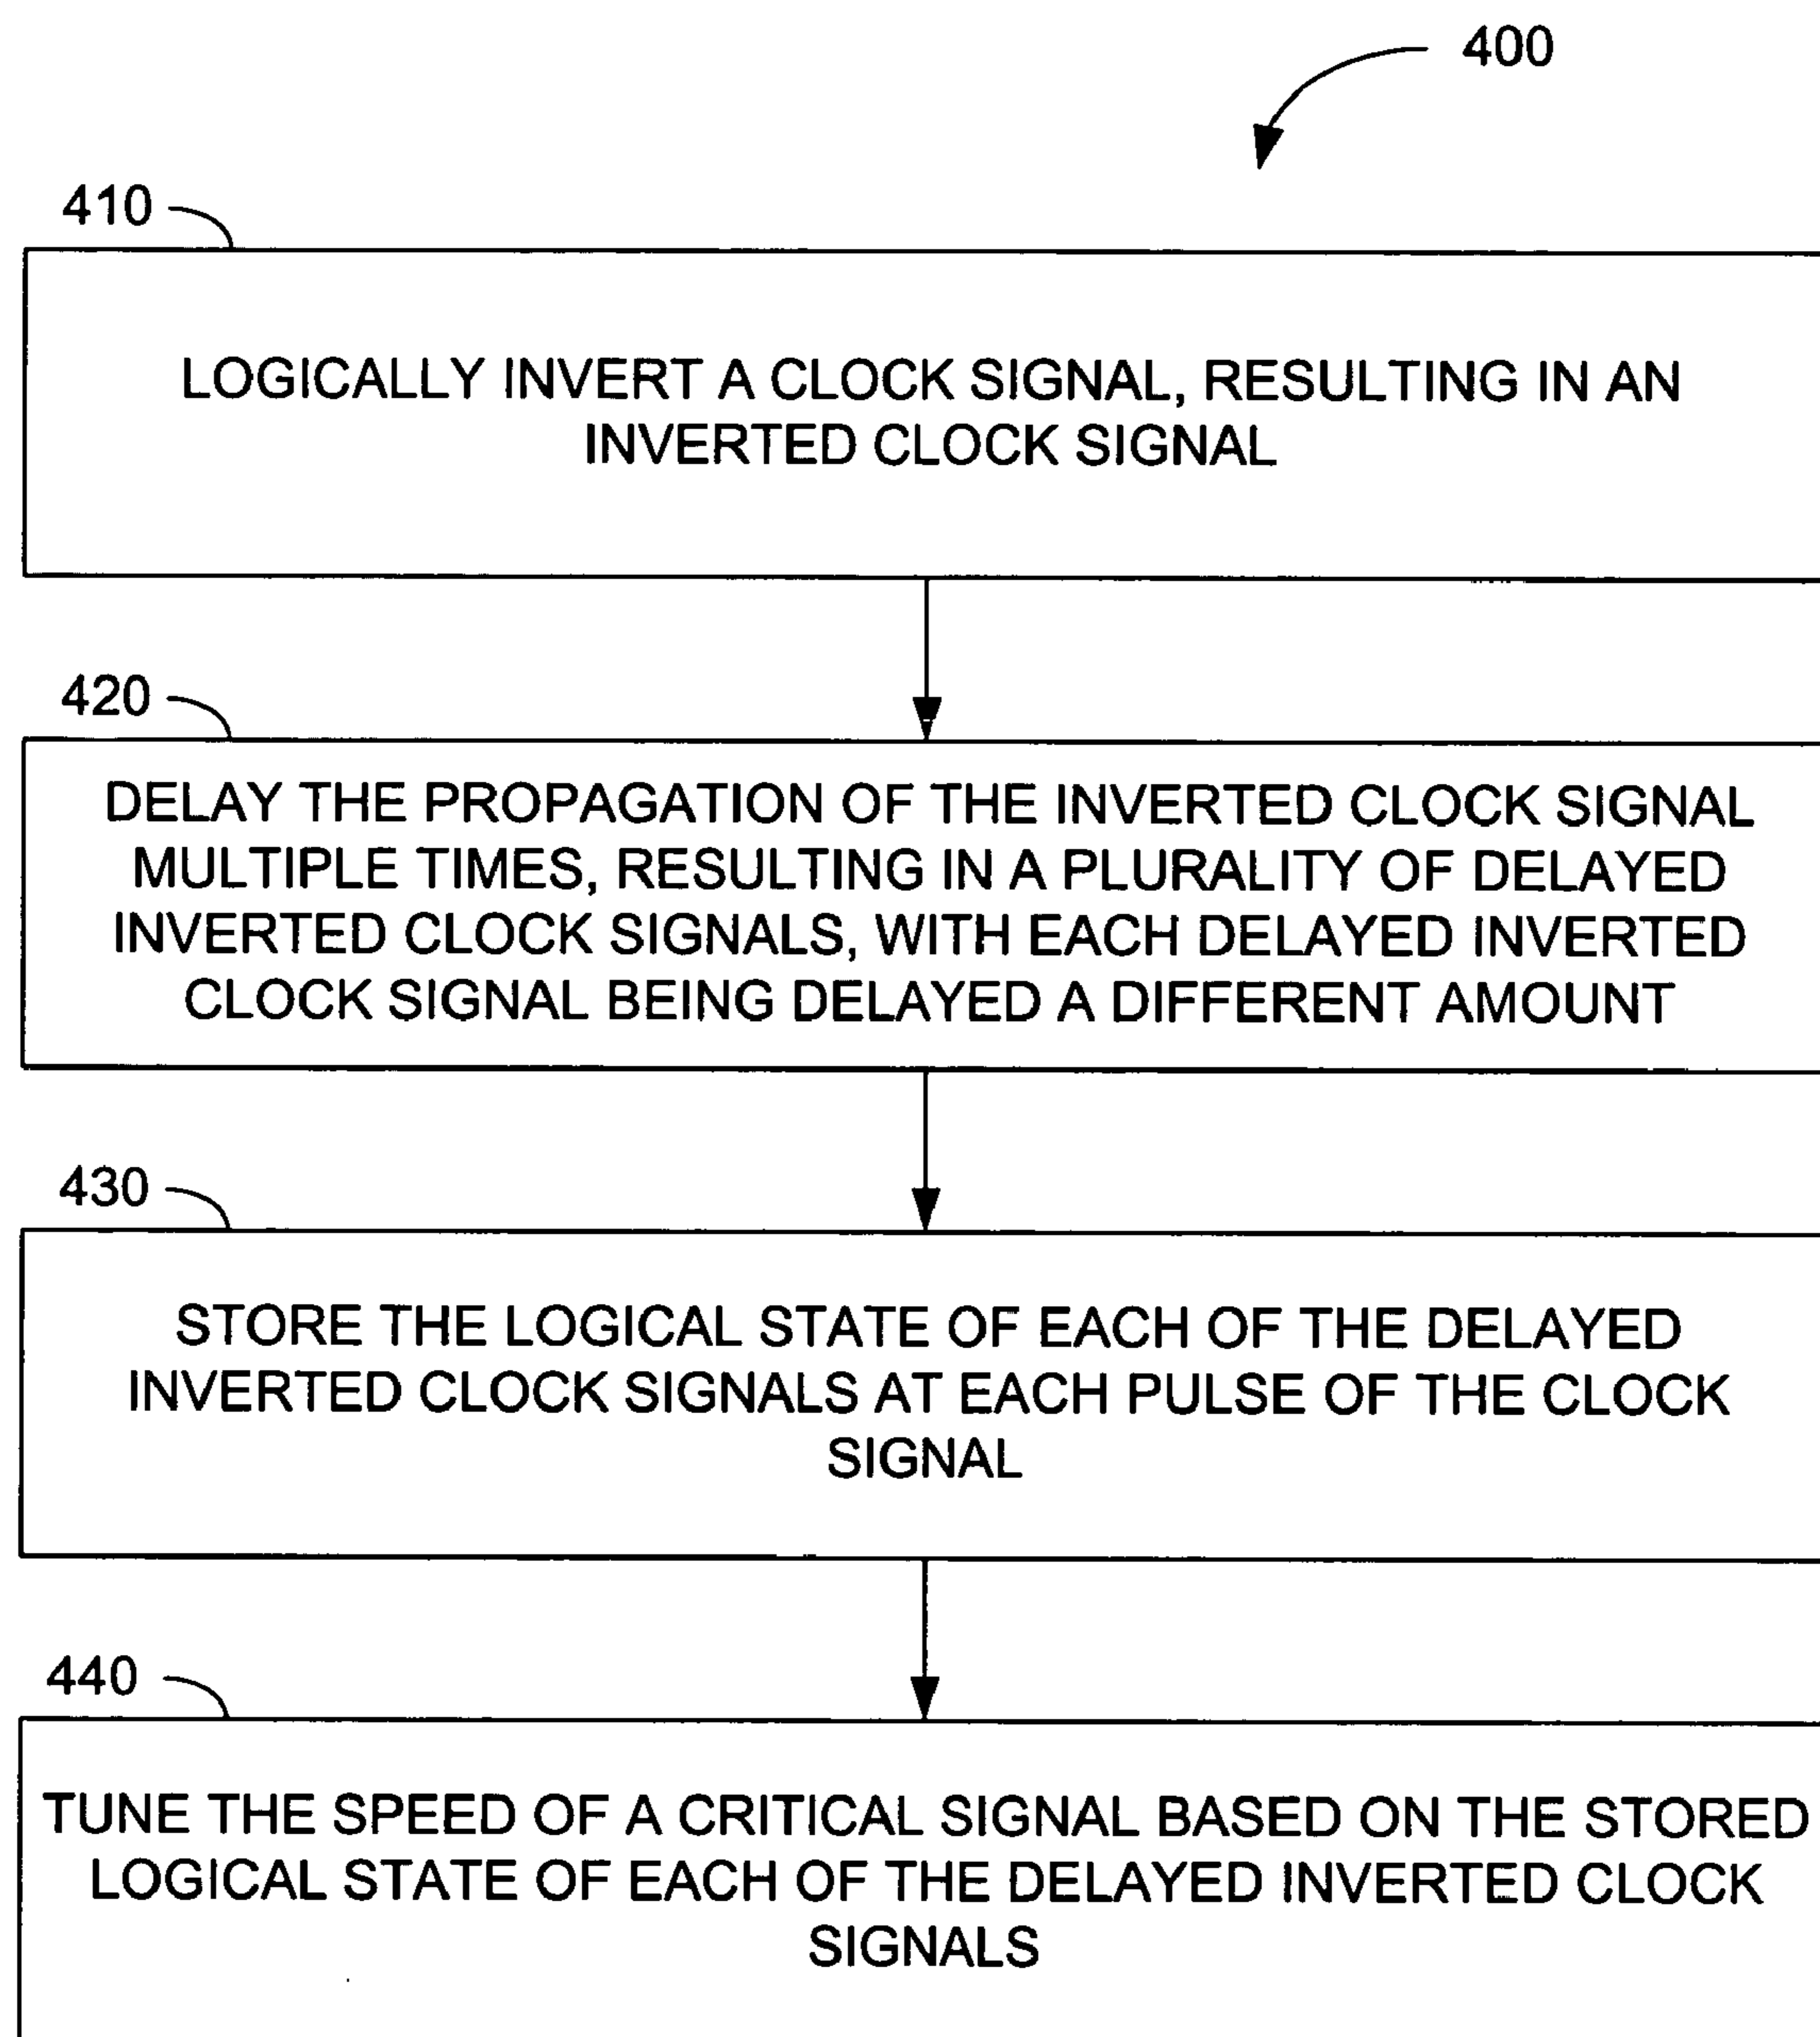 400
410
LOGICALLY INVERT A CLOCK SIGNAL, RESULTING IN AN
INVERTED CLOCK SIGNAL
420
DELAY THE PROPAGATION OF THE INVERTED CLOCK SIGNAL
MULTIPLE TIMES, RESULTING IN A PLURALITY OF DELAYED
INVERTED CLOCK SIGNALS, WITH EACH DELAYED INVERTED
CLOCK SIGNAL BEING DELAYED A DIFFERENT AMOUNT
430
STORE THE LOGICAL STATE OF EACH OF THE DELAYED
INVERTED CLOCK SIGNALS AT EACH PULSE OF THE CLOCK
SIGNAL
440
TUNE THE SPEED OF A CRITICAL SIGNAL BASED ON THE STORED
LOGICAL STATE OF EACH OF THE DELAYED INVERTED CLOCK
SIGNALS